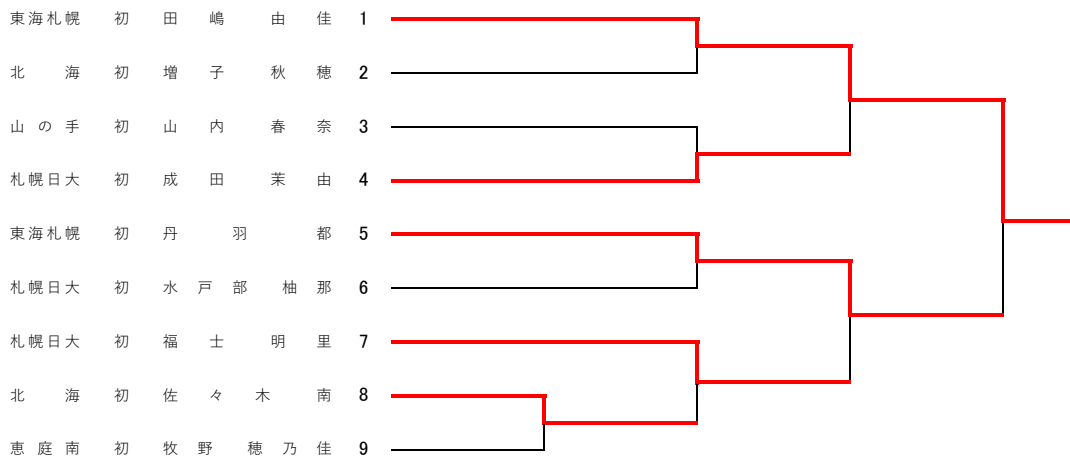 東海札幌 初 田嶋 由佳 1
北海 初 増子 秋穂 2
山の手 初 山内 春奈 3
札幌日大 初 成田 茉由 4
東海札幌 初 丹羽 都 5
札幌日大 初 水戸部 柚那 6
札幌日大 初 福士 明里 7
北海 初 佐々木 南 8
恵庭南 初 牧野 穂乃佳 9